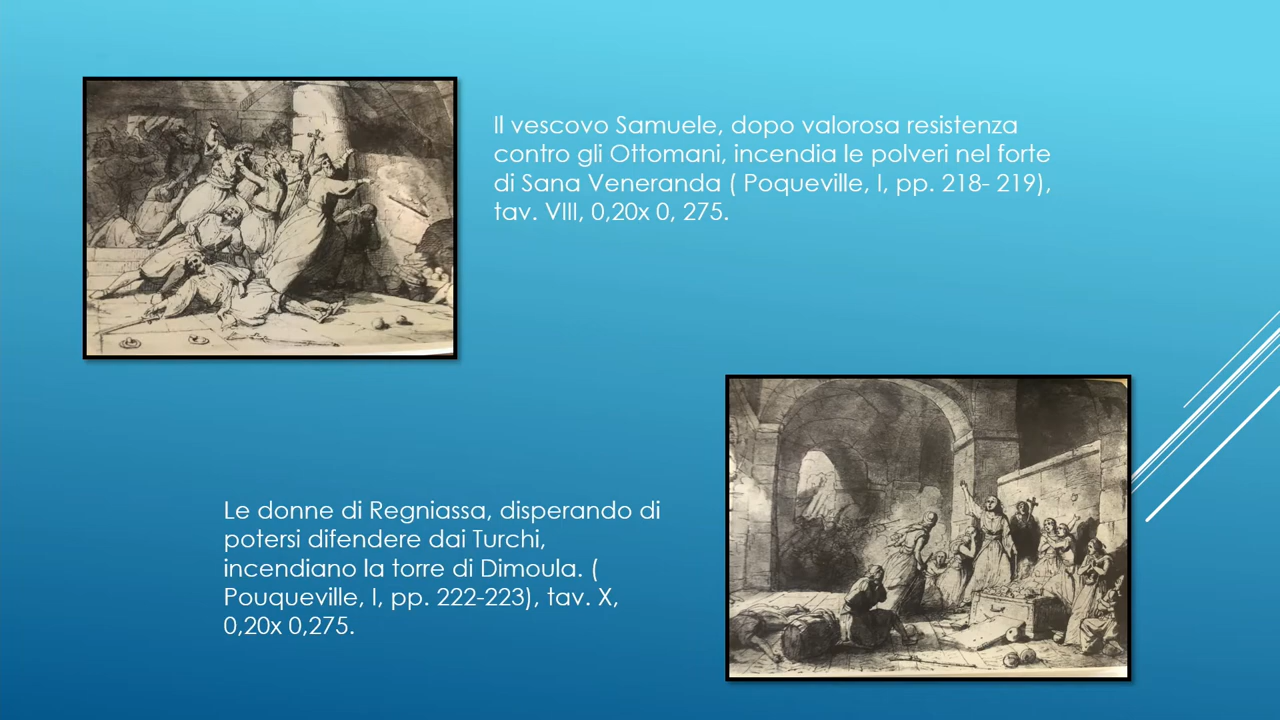 Il vescovo Samuele, dopo valorosa resistenza
contro gli Ottomani, incendia le polveri nel forte
di Sana Veneranda ( Poqueville, I, pp. 218- 219),
tav. VIII, 0,20x 0, 275.
Le donne di Regniassa, disperando di
potersi difendere dai Turchi,
incendiano la torre di Dimoula. (
Pouqueville, I, pp. 222-223), tav. X,
0,20x 0,275.